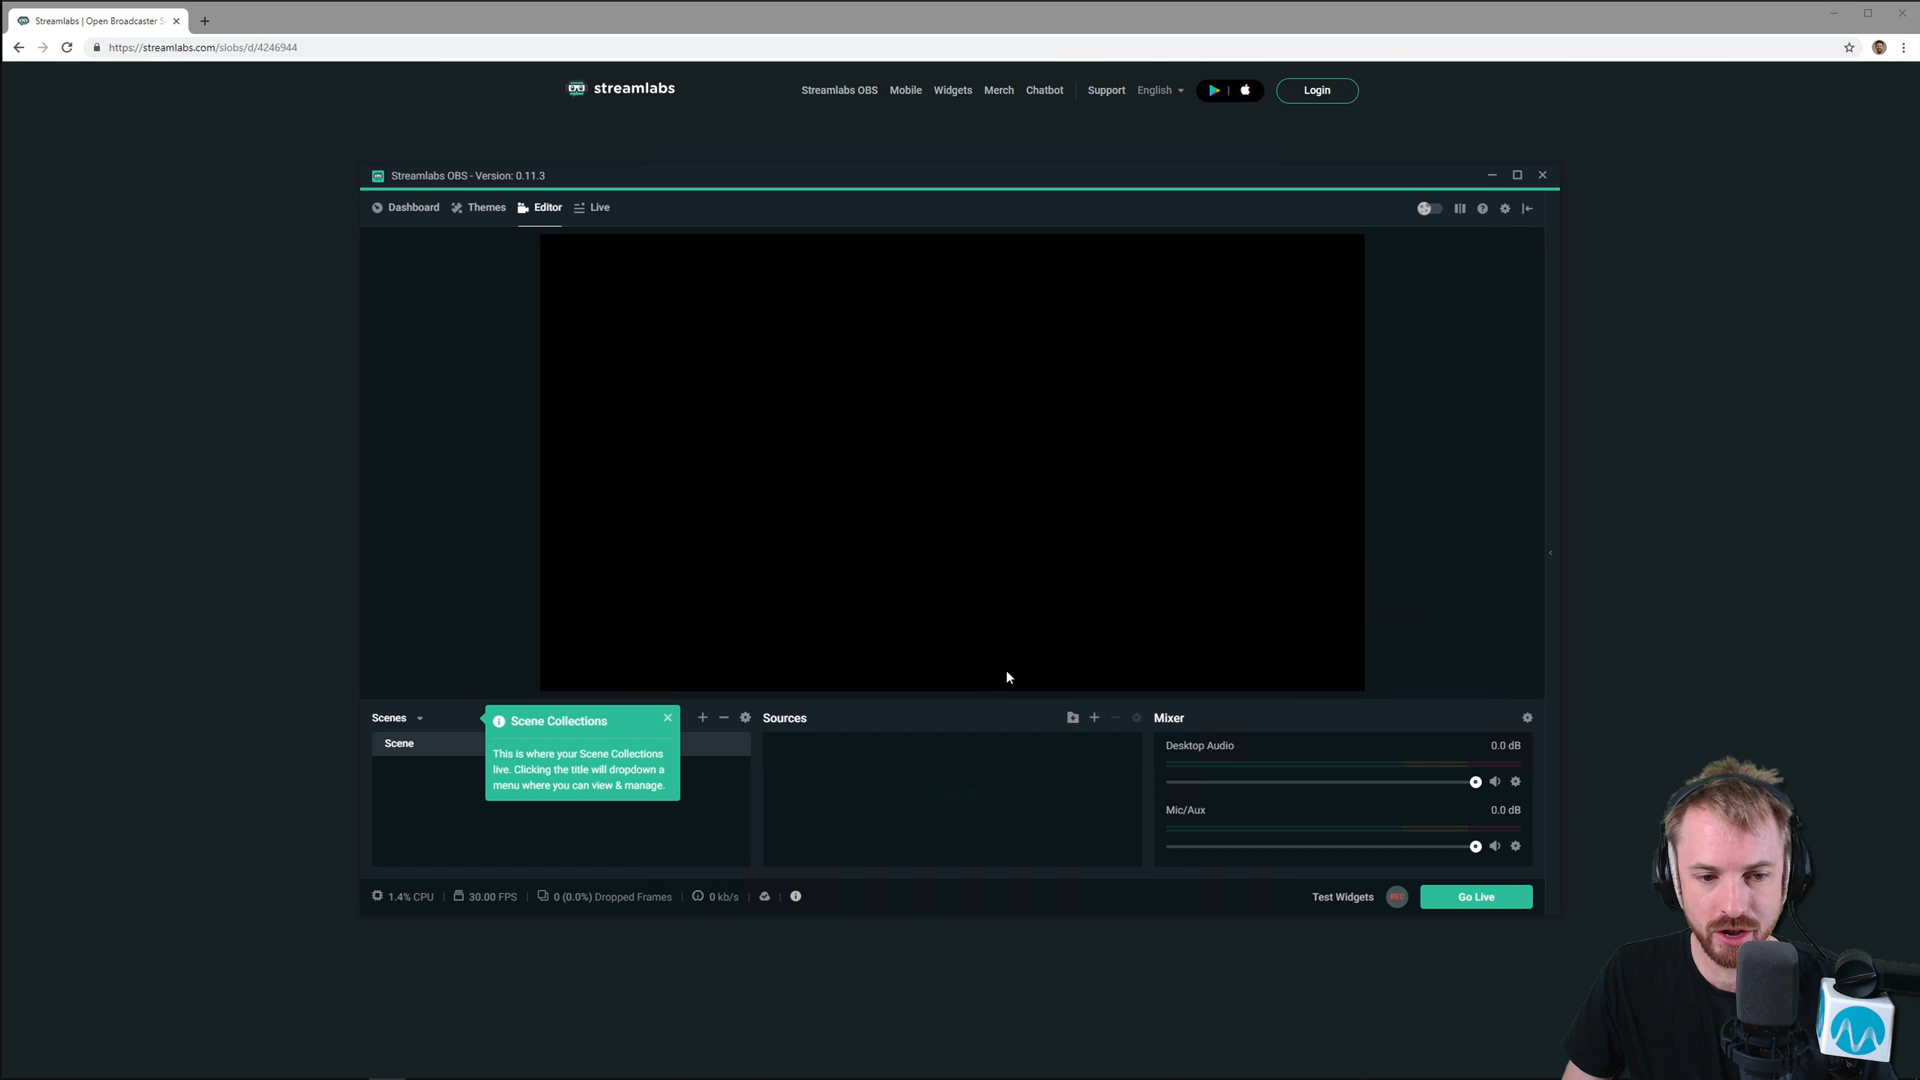 Streamlabs | Open Broadcaster S
https://streamlabs.com/slobs/d/4246944
streamlabs
Streamlabs OBS Mobile Widgets Merch Chatbot Support English Login
Streamlabs OBS - Version: 0.11.3
Dashboard Themes Editor Live
Scenes
Scene Collections
Sources
Mixer
Scene
This is where your Scene Collections
live. Clicking the title will dropdown a
menu where you can view & manage.
Desktop Audio 0.0 dB
Mic/Aux 0.0 dB
1.4% CPU 30.00 FPS 0 (0.0%) Dropped Frames 0 kb/s
Test Widgets REC Go Live